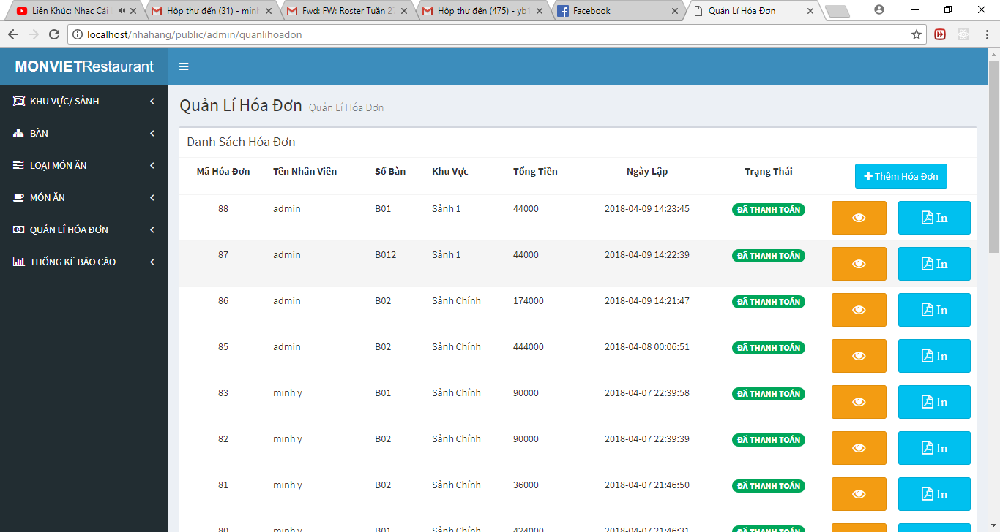 Liên Khúc: Nhạc Cải
Hộp thư đến (31) - minh
Fwd: FW: Roster Tuần 2
Hộp thư đến (475) - yb1
Facebook
Quản Lí Hóa Đơn
localhost/nhahang/public/admin/quanlihoadon
MONVIETRestaurant
KHU VỰC/ SẢNH
BÀN
LOẠI MÓN ĂN
MÓN ĂN
QUẢN LÍ HÓA ĐƠN
THỐNG KÊ BÁO CÁO
Quản Lí Hóa Đơn Quản Lí Hóa Đơn
Danh Sách Hóa Đơn
Mã Hóa Đơn Tên Nhân Viên Số Bàn Khu Vực Tổng Tiền Ngày Lập Trạng Thái Thêm Hóa Đơn
88 admin B01 Sảnh 1 44000 2018-04-09 14:23:45 ĐÃ THANH TOÁN In
87 admin B012 Sảnh 1 44000 2018-04-09 14:22:39 ĐÃ THANH TOÁN In
86 admin B02 Sảnh Chính 174000 2018-04-09 14:21:47 ĐÃ THANH TOÁN In
85 admin B02 Sảnh Chính 444000 2018-04-08 00:06:51 ĐÃ THANH TOÁN In
83 minh y B01 Sảnh Chính 90000 2018-04-07 22:39:58 ĐÃ THANH TOÁN In
82 minh y B02 Sảnh Chính 90000 2018-04-07 22:39:39 ĐÃ THANH TOÁN In
81 minh y B02 Sảnh Chính 36000 2018-04-07 21:46:50 ĐÃ THANH TOÁN In
80 minh y B01 Sảnh Chính 424000 2018-04-07 21:46:31 ĐÃ THANH TOÁN